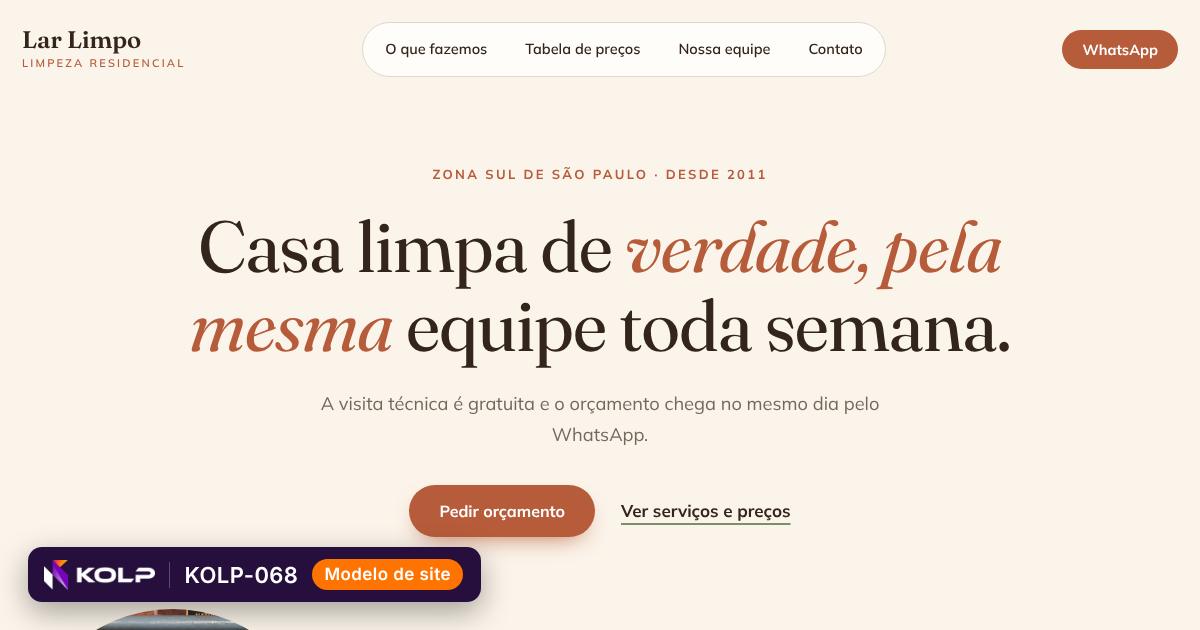 Lar Limpo
LIMPEZA RESIDENCIAL
O que fazemos
Tabela de preços
Nossa equipe
Contato
WhatsApp
ZONA SUL DE SÃO PAULO · DESDE 2011
Casa limpa de verdade, pela
mesma equipe toda semana.
A visita técnica é gratuita e o orçamento chega no mesmo dia pelo
WhatsApp.
Pedir orçamento
Ver serviços e preços
KOLP
KOLP-068
Modelo de site